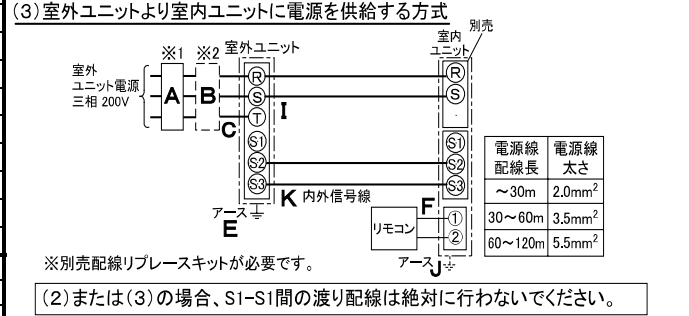 (3)室外ユニットより室内ユニットに電源を供給する方式
※1 ※2 室外ユニット
室内
ユニット
別売
室外
ユニット電源
三相 200V
A
B
C
R
S
T
S1
S2
S3
I
R
S
S1
S2
S3
K 内外信号線
アース
E
リモコン
F
①
②
アース
J
電源線
配線長
電源線
太さ
～30m 2.0mm²
30～60m 3.5mm²
60～120m 5.5mm²
※別売配線リプレースキットが必要です。
(2)または(3)の場合、S1-S1間の渡り配線は絶対に行わないでください。